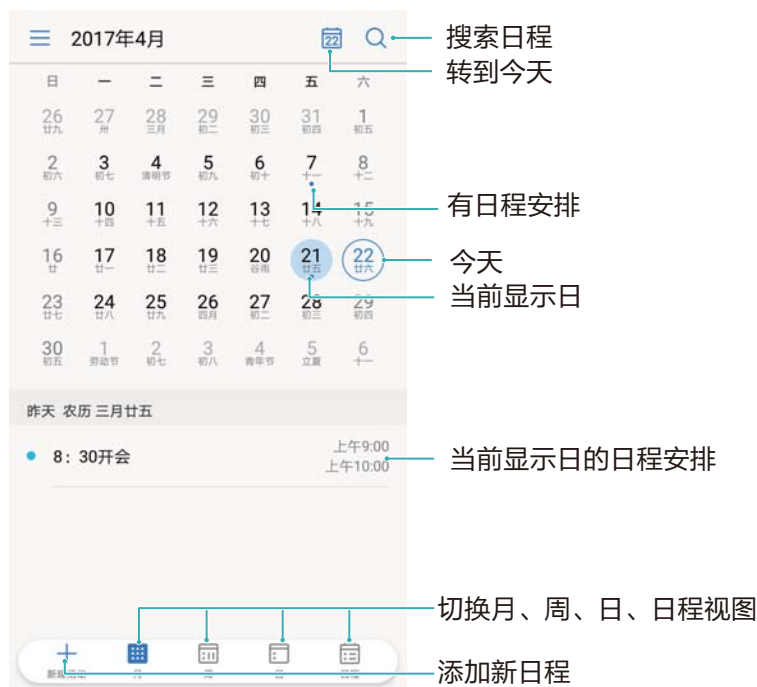 2017年4月
22
搜索日程
转到今天
日 一 二 三 四 五 六
26 27 28 29 30 31 1
廿九 卅 三月 初二 初三 初四 初五
2 3 4 5 6 7 8
初六 初七 清明节 初九 初十 十一 十二
有日程安排
9 10 11 12 13 14 15
十三 十四 十五 十六 十七 十八 十九
16 17 18 19 20 21 22
廿 廿一 廿二 廿三 谷雨 廿五 廿六
今天
当前显示日
23 24 25 26 27 28 29
廿七 廿八 廿九 四月 初二 初三 初四
30 1 2 3 4 5 6
初五 劳动节 初七 初八 青年节 立夏 十一
昨天 农历 三月廿五
8：30开会
上午9:00
上午10:00
当前显示日的日程安排
切换月、周、日、日程视图
新建活动 月 周 日 日程
添加新日程